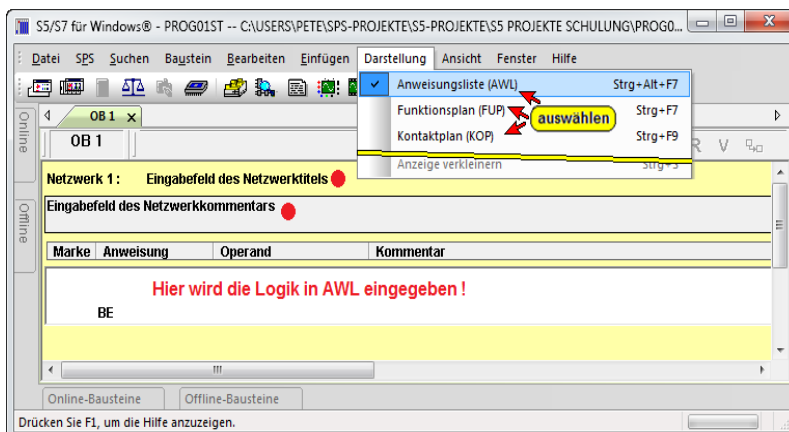 S5/S7 für Windows® - PROG01ST -- C:\USERS\PETE\SPS-PROJEKTE\S5-PROJEKTE\S5 PROJEKTE SCHULUNG\PROG0...
Datei SPS Suchen Baustein Bearbeiten Einfügen Darstellung Ansicht Fenster Hilfe
Anweisungsliste (AWL) Strg+Alt+F7
Funktionsplan (FUP) Strg+F7
auswählen
Kontaktplan (KOP) Strg+F9
Anzeige verkleinern
Online
Offline
OB 1 x
OB 1
R V
Netzwerk 1 : Eingabefeld des Netzwerktitels
Eingabefeld des Netzwerkkommentars
Marke Anweisung Operand Kommentar
Hier wird die Logik in AWL eingegeben !
BE
Online-Bausteine Offline-Bausteine
Drücken Sie F1, um die Hilfe anzuzeigen.